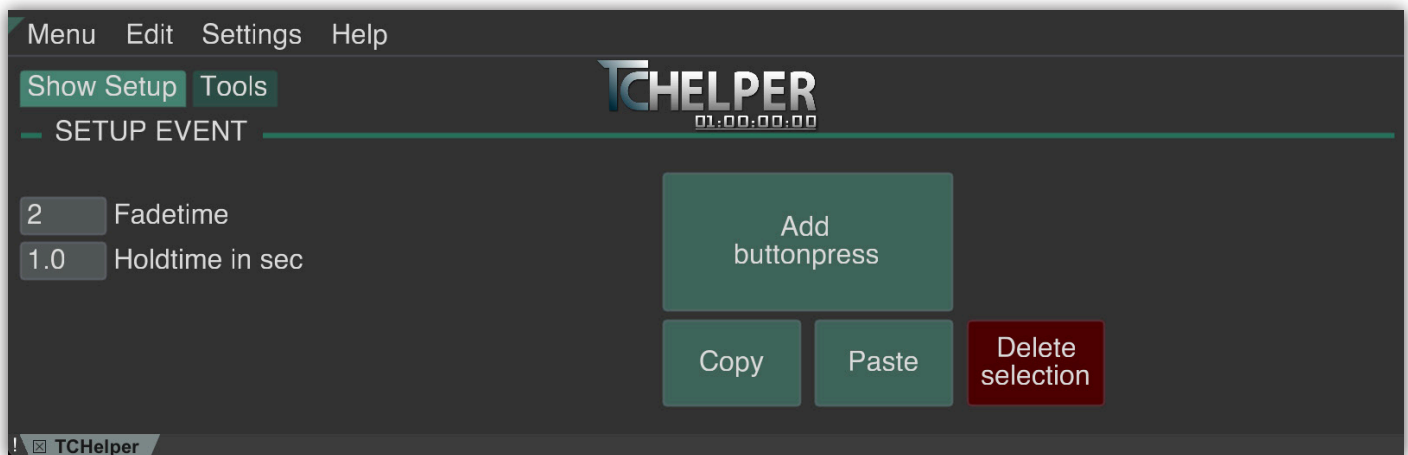 Menu Edit Settings Help
Show Setup Tools
TCHELPER
01:00:00:00
SETUP EVENT
2 Fadetime
1.0 Holdtime in sec
Add
buttonpress
Copy Paste
Delete
selection
! ☒ TCHelper